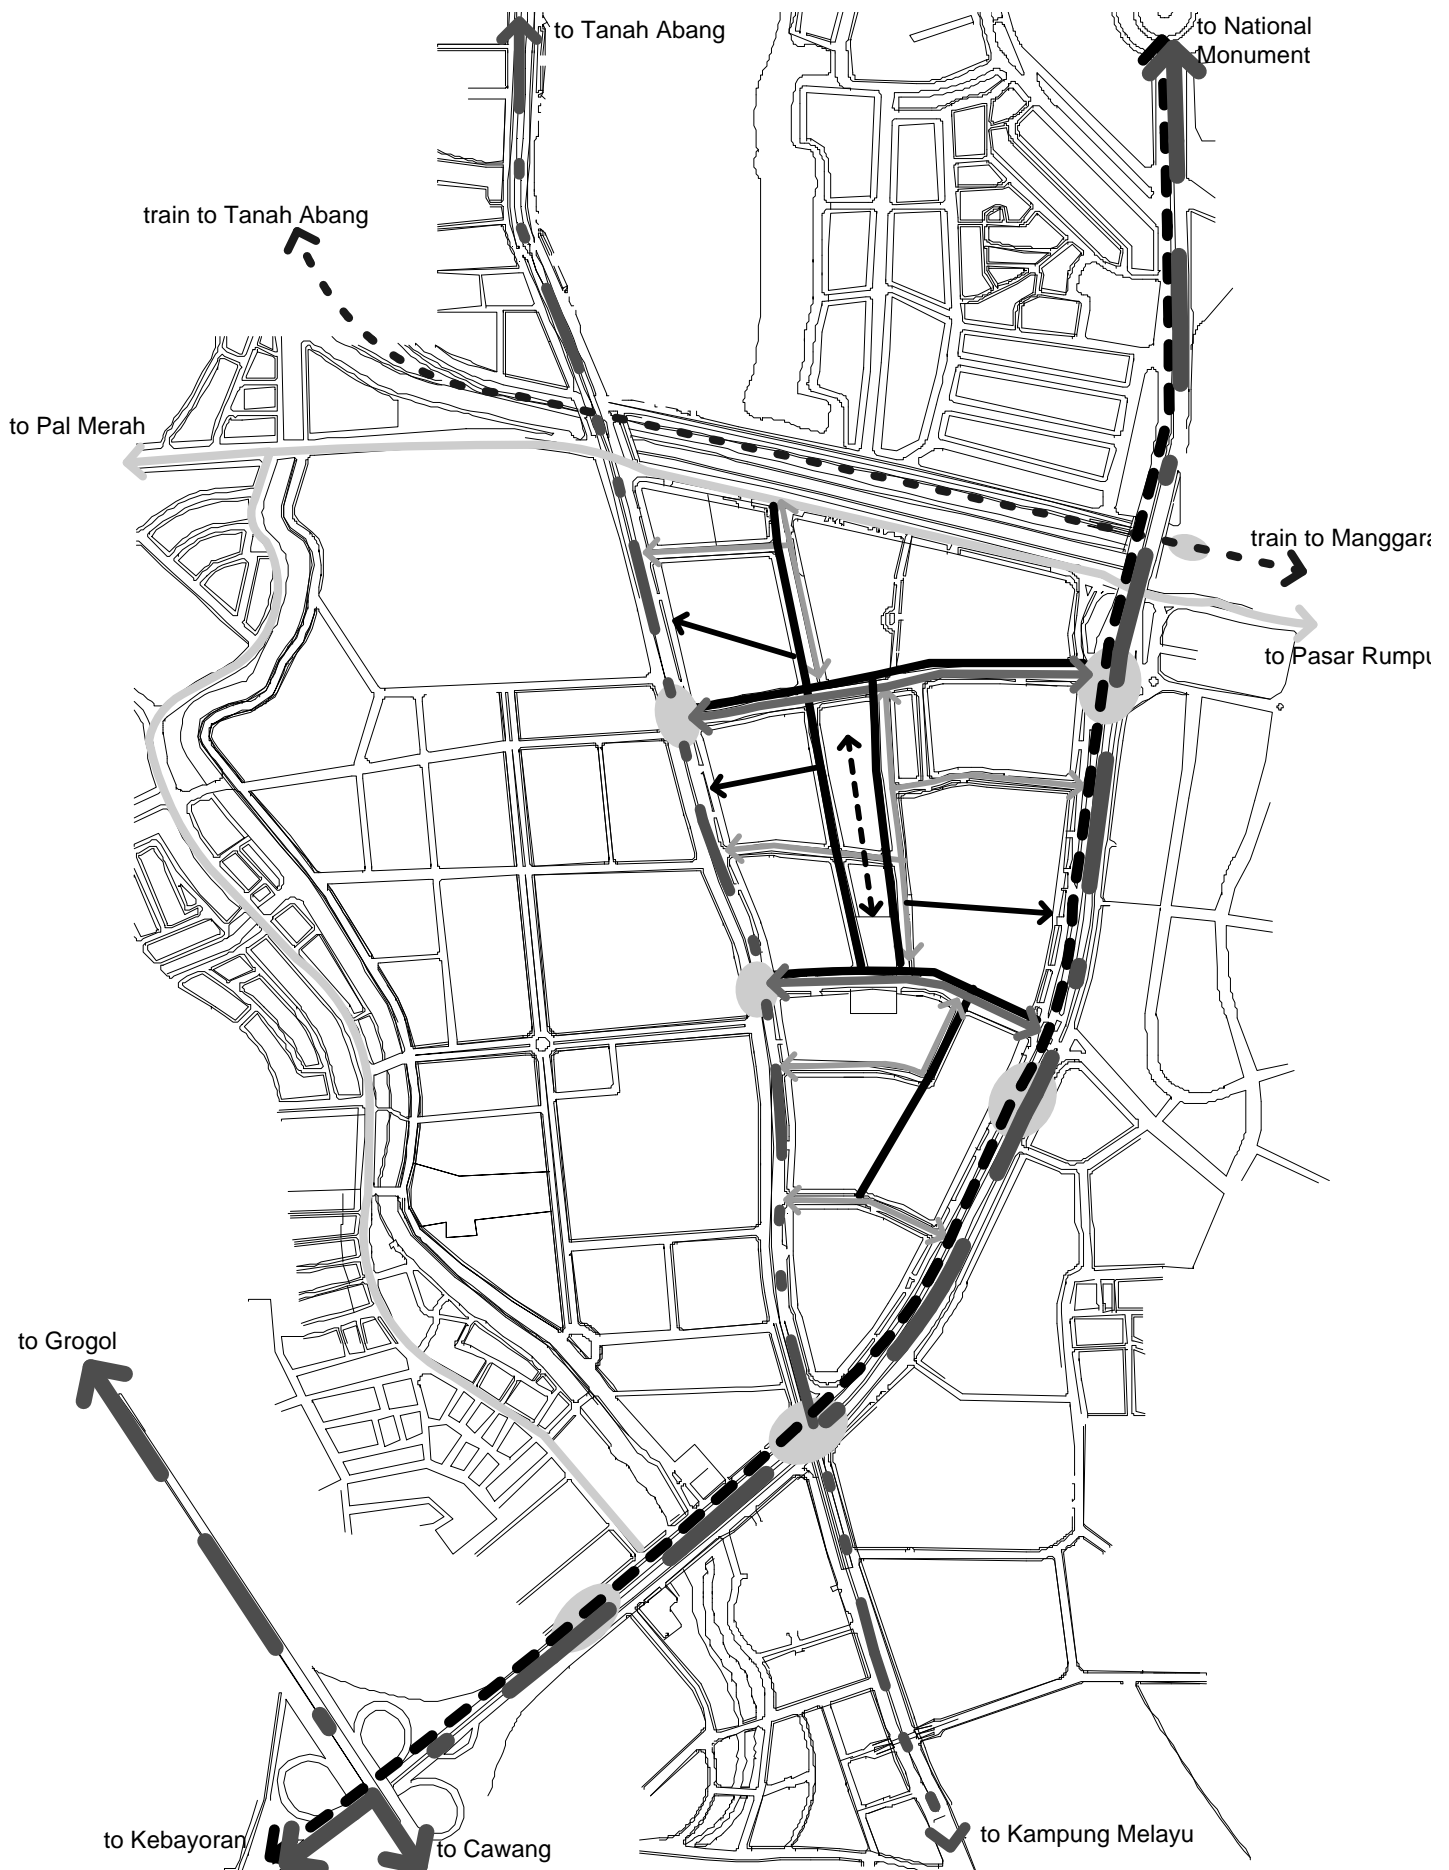 to Tanah Abang
to National
Monument
train to Tanah Abang
to Pal Merah
train to Manggara
to Pasar Rumpu
to Grogol
to Kebayoran
to Cawang
to Kampung Melayu